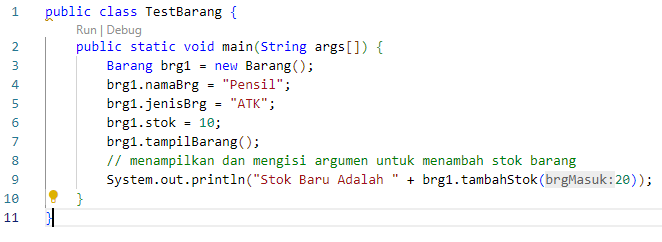 1 public class TestBarang {
Run | Debug
2 public static void main(String args[]) {
3 Barang brg1 = new Barang();
4 brg1.namaBrg = "Pensil";
5 brg1.jenisBrg = "ATK";
6 brg1.stok = 10;
7 brg1.tampilBarang();
8 // menampilkan dan mengisi argumen untuk menambah stok barang
9 System.out.println("Stok Baru Adalah " + brg1.tambahStok(brgMasuk:20));
10 }
11 }